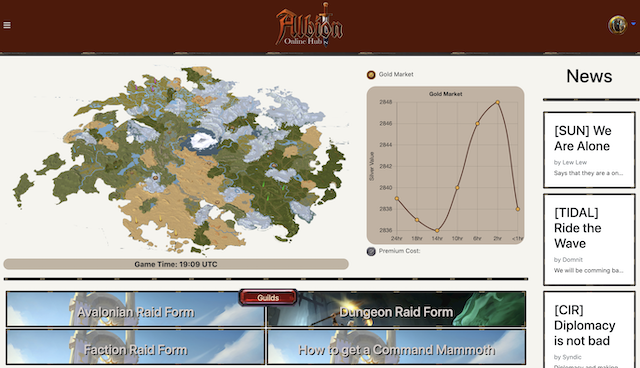 Albion
Online Hub
Gold Market
Gold Market
2848
2846
2844
2842
2840
2838
2836
Silver Value
24hr
18hr
14hr
10hr
6hr
2hr
<1hr
Premium Cost:
Game Time: 19:09 UTC
Guilds
Avalonian Raid Form
Dungeon Raid Form
Faction Raid Form
How to get a Command Mammoth
News
[SUN] We
Are Alone
by Lew Lew
Says that they are a on...
[TIDAL]
Ride the
Wave
by Domnit
We will be comming ba...
[CIR]
Diplomacy
is not bad
by Syndic